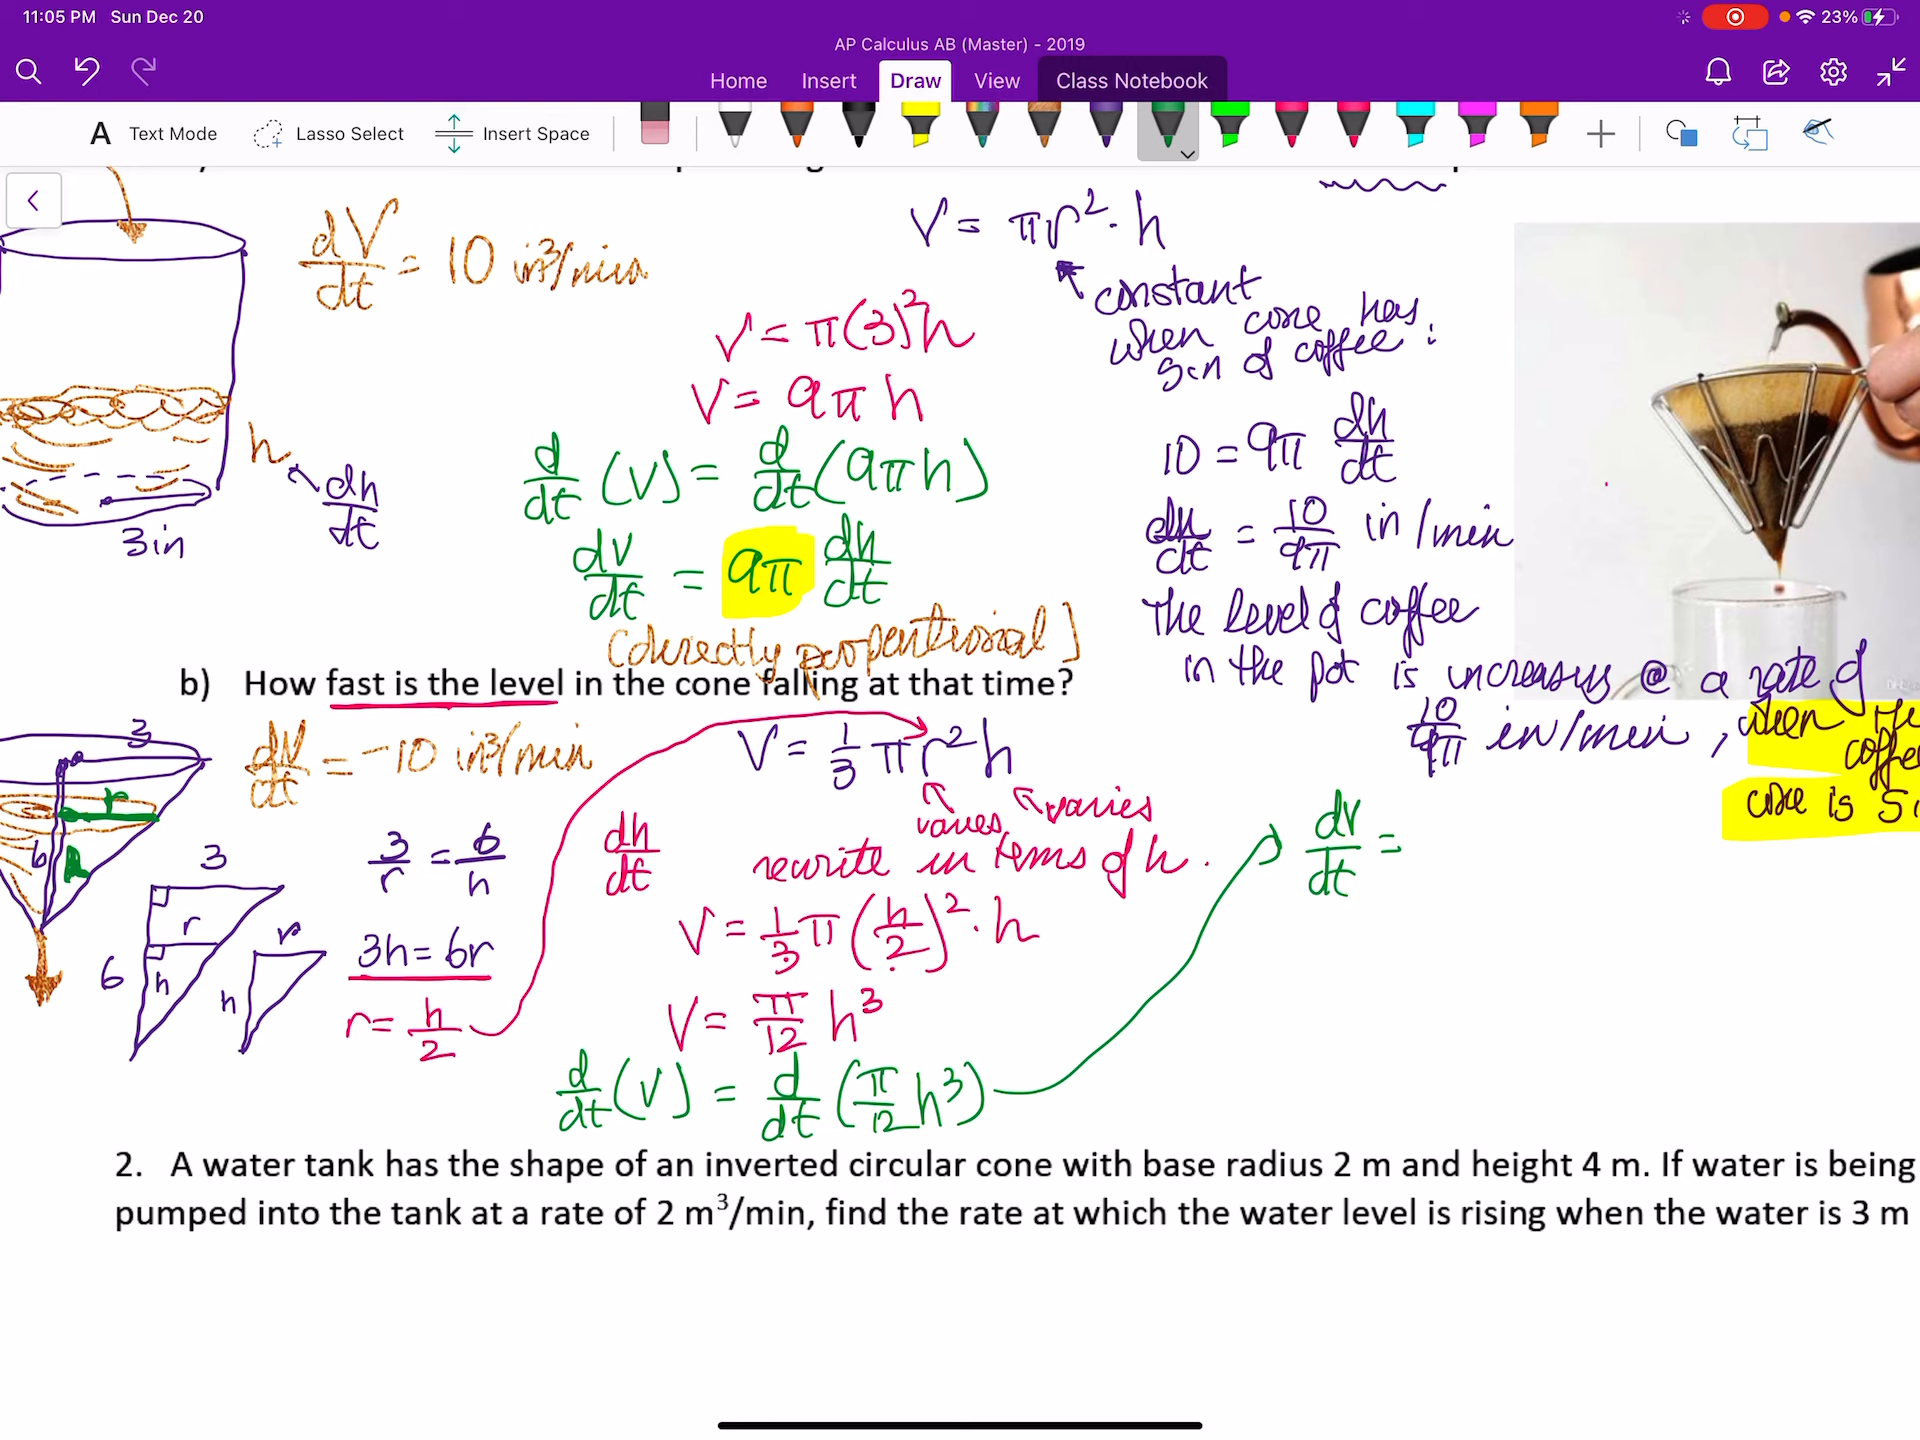 11:05 PM Sun Dec 20
23%
AP Calculus AB (Master) - 2019
Home Insert Draw View Class Notebook
A Text Mode Lasso Select Insert Space
dV/dt = 10 in³/min
V = πr²·h
constant
when cone has
5in of coffee:
V = π(3)²h
V = 9πh
h
dh/dt
3in
d/dt (V) = d/dt (9πh)
dV/dt = 9π dh/dt
(directly proportional)
10 = 9π dh/dt
dh/dt = 10/9π in/min
The level of coffee
in the pot is increasing @ a rate of
10/9π in/min, when the
coffee
cone is 5 i
b) How fast is the level in the cone falling at that time?
3
r
6
h
dV/dt = -10 in³/min
V = 1/3 πr²h
varies varies
rewrite in terms of h.
dh/dt
3/r = 6/h
3
r
6
h
r
h
3h = 6r
r = h/2
V = 1/3 π (h/2)²·h
V = π/12 h³
d/dt (V) = d/dt (π/12 h³)
dV/dt =
2. A water tank has the shape of an inverted circular cone with base radius 2 m and height 4 m. If water is being
pumped into the tank at a rate of 2 m³/min, find the rate at which the water level is rising when the water is 3 m